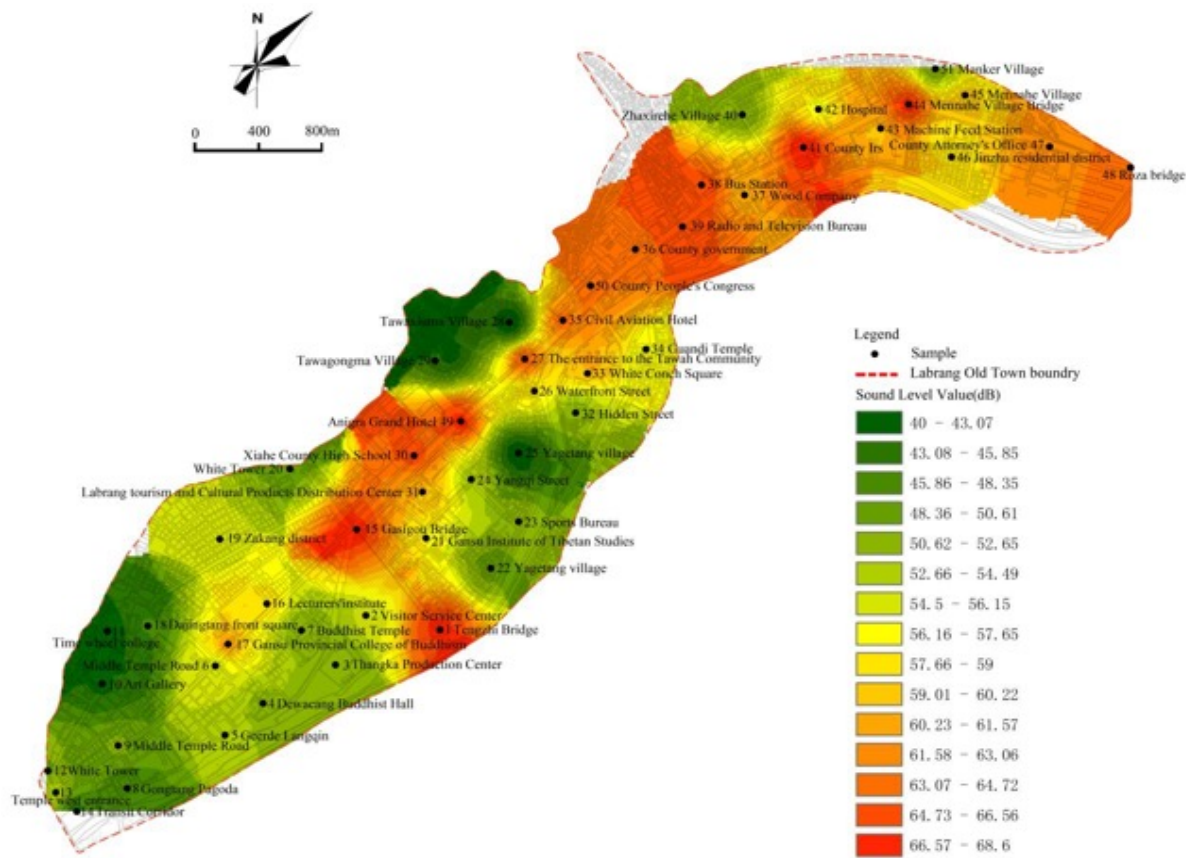 N
0 400 800m
51 Manker Village
45 Mennahe Village
44 Mennahe Village Bridge
Zhaxirehe Village 40
42 Hospital
43 Machine Feed Station
41 County Irs
County Attorney's Office 47
46 Jinzhu residential district
48 Roza bridge
38 Bus Station
37 Wood Company
39 Radio and Television Bureau
36 County government
50 County People's Congress
Village 28
35 Civil Aviation Hotel
34 Guandi Temple
Tawagongma Village 29
27 The entrance to the Tawah Community
33 White Conch Square
26 Waterfront Street
32 Hidden Street
Anigra Grand Hotel 49
Xiahe County High School 30
25 Yagetang village
White Tower 20
24 Yangqi Street
Labrang tourism and Cultural Products Distribution Center 31
15 Gasigou Bridge
23 Sports Bureau
19 Zakang district
21 Gansu Institute of Tibetan Studies
22 Yagetang village
16 Lecturers'institute
2 Visitor Service Center
18 Dajingtang front square
7 Buddhist Temple
1 Tengzhi Bridge
11
Time wheel college
17 Gansu Provincial College of Buddhism
Middle Temple Road 6
3 Thangka Production Center
10 Art Gallery
4 Dewacang Buddhist Hall
5 Geerde Langqin
9 Middle Temple Road
12 White Tower
8 Gongtang Pagoda
13
Temple west entrance
14 Transit Corridor
Legend
Sample
Labrang Old Town boundry
Sound Level Value(dB)
40 - 43.07
43.08 - 45.85
45.86 - 48.35
48.36 - 50.61
50.62 - 52.65
52.66 - 54.49
54.5 - 56.15
56.16 - 57.65
57.66 - 59
59.01 - 60.22
60.23 - 61.57
61.58 - 63.06
63.07 - 64.72
64.73 - 66.56
66.57 - 68.6